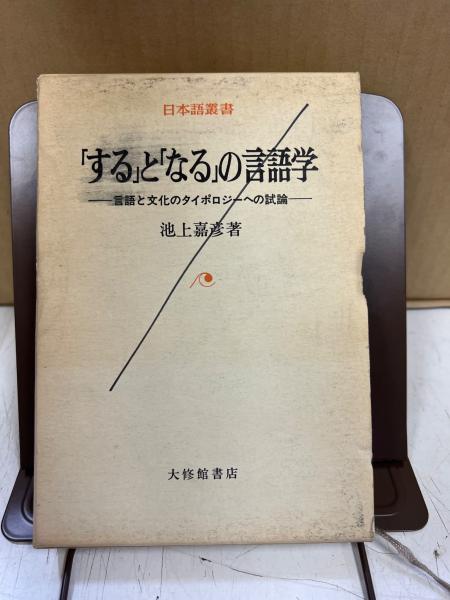 日本語叢書
「する」と「なる」の言語学
──言語と文化のタイポロジーへの試論──
池上嘉彦著
大修館書店